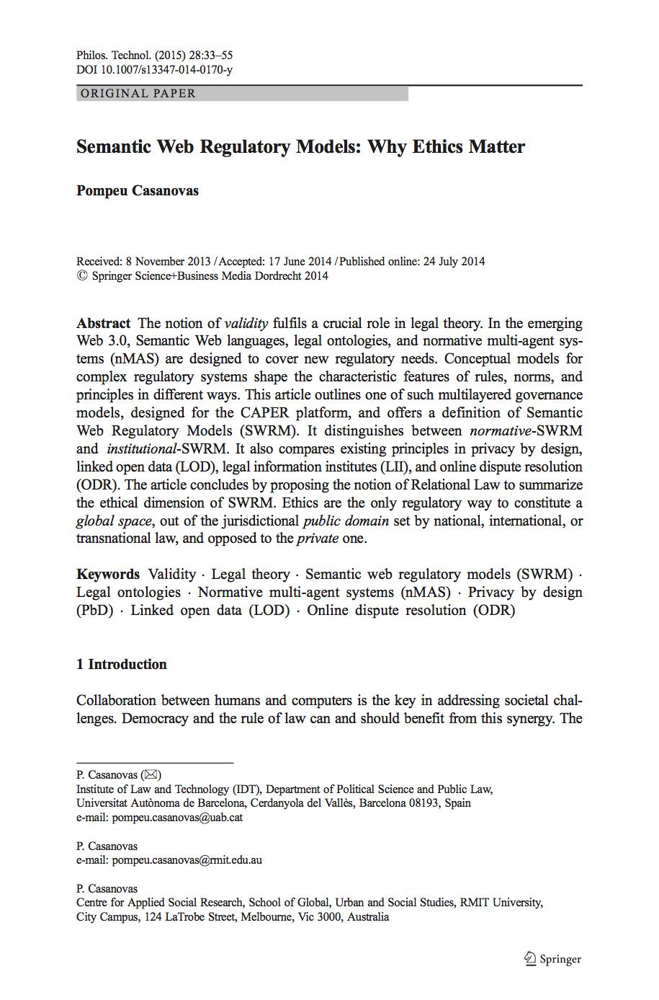 Philos. Technol. (2015) 28:33–55
DOI 10.1007/s13347-014-0170-y
ORIGINAL PAPER
Semantic Web Regulatory Models: Why Ethics Matter
Pompeu Casanovas
Received: 8 November 2013 / Accepted: 17 June 2014 / Published online: 24 July 2014
© Springer Science+Business Media Dordrecht 2014
Abstract The notion of validity fulfils a crucial role in legal theory. In the emerging
Web 3.0, Semantic Web languages, legal ontologies, and normative multi-agent sys-
tems (nMAS) are designed to cover new regulatory needs. Conceptual models for
complex regulatory systems shape the characteristic features of rules, norms, and
principles in different ways. This article outlines one of such multilayered governance
models, designed for the CAPER platform, and offers a definition of Semantic
Web Regulatory Models (SWRM). It distinguishes between normative-SWRM
and institutional-SWRM. It also compares existing principles in privacy by design,
linked open data (LOD), legal information institutes (LII), and online dispute resolution
(ODR). The article concludes by proposing the notion of Relational Law to summarize
the ethical dimension of SWRM. Ethics are the only regulatory way to constitute a
global space, out of the jurisdictional public domain set by national, international, or
transnational law, and opposed to the private one.
Keywords Validity · Legal theory · Semantic web regulatory models (SWRM) ·
Legal ontologies · Normative multi-agent systems (nMAS) · Privacy by design
(PbD) · Linked open data (LOD) · Online dispute resolution (ODR)
1 Introduction
Collaboration between humans and computers is the key in addressing societal chal-
lenges. Democracy and the rule of law can and should benefit from this synergy. The
P. Casanovas (✉)
Institute of Law and Technology (IDT), Department of Political Science and Public Law,
Universitat Autònoma de Barcelona, Cerdanyola del Vallès, Barcelona 08193, Spain
e-mail: pompeu.casanovas@uab.cat
P. Casanovas
e-mail: pompeu.casanovas@rmit.edu.au
P. Casanovas
Centre for Applied Social Research, School of Global, Urban and Social Studies, RMIT University,
City Campus, 124 LaTrobe Street, Melbourne, Vic 3000, Australia
Springer